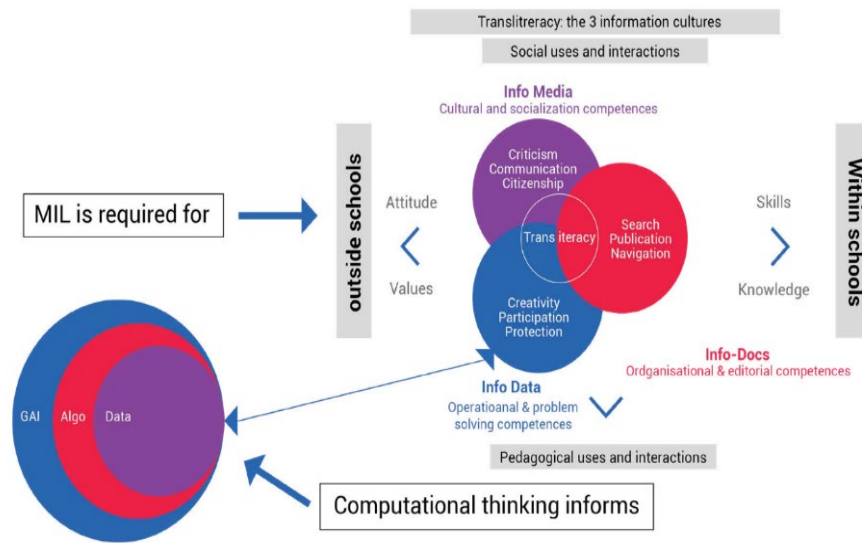 Translitreracy: the 3 information cultures
Social uses and interactions
Info Media
Cultural and socialization competences
outside schools
Within schools
MIL is required for
Criticism
Communication
Citizenship
Attitude
Values
Skills
Knowledge
Search
Publication
Navigation
Transliteracy
Creativity
Participation
Protection
Info-Docs
Ordganisational & editorial competences
Info Data
Operatioanal & problem
solving competences
GAI
Algo
Data
Pedagogical uses and interactions
Computational thinking informs